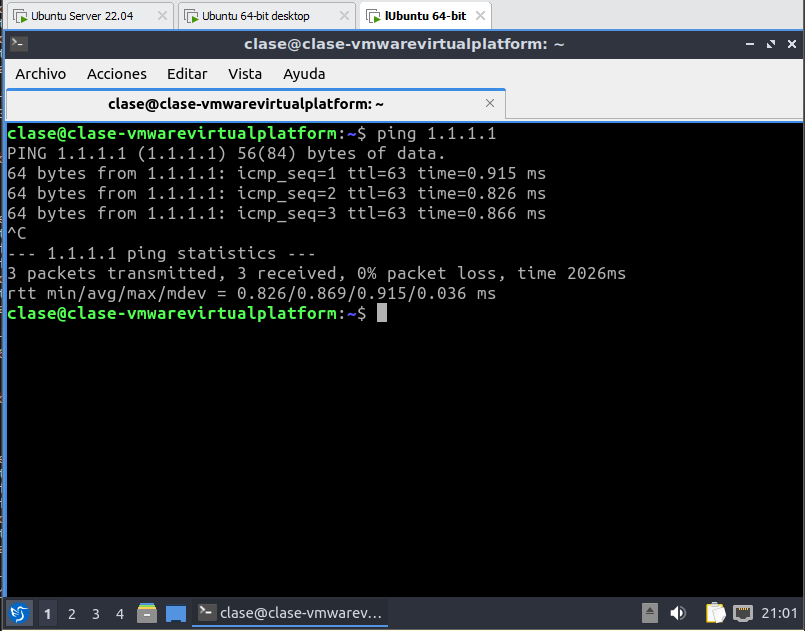 Ubuntu Server 22.04
Ubuntu 64-bit desktop
lUbuntu 64-bit
clase@clase-vmwarevirtualplatform: ~
Archivo Acciones Editar Vista Ayuda
clase@clase-vmwarevirtualplatform: ~
clase@clase-vmwarevirtualplatform:~$ ping 1.1.1.1
PING 1.1.1.1 (1.1.1.1) 56(84) bytes of data.
64 bytes from 1.1.1.1: icmp_seq=1 ttl=63 time=0.915 ms
64 bytes from 1.1.1.1: icmp_seq=2 ttl=63 time=0.826 ms
64 bytes from 1.1.1.1: icmp_seq=3 ttl=63 time=0.866 ms
^C
--- 1.1.1.1 ping statistics ---
3 packets transmitted, 3 received, 0% packet loss, time 2026ms
rtt min/avg/max/mdev = 0.826/0.869/0.915/0.036 ms
clase@clase-vmwarevirtualplatform:~$
1 2 3 4 clase@clase-vmwarev... 21:01